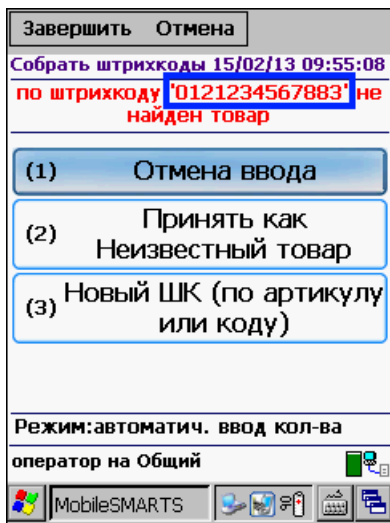 Завершить Отмена
Собрать штрихкоды 15/02/13 09:55:08
по штрихкоду '0121234567883' не
найден товар
(1) Отмена ввода
(2) Принять как
Неизвестный товар
(3) Новый ШК (по артикулу
или коду)
Режим:автоматич. ввод кол-ва
оператор на Общий
MobileSMARTS